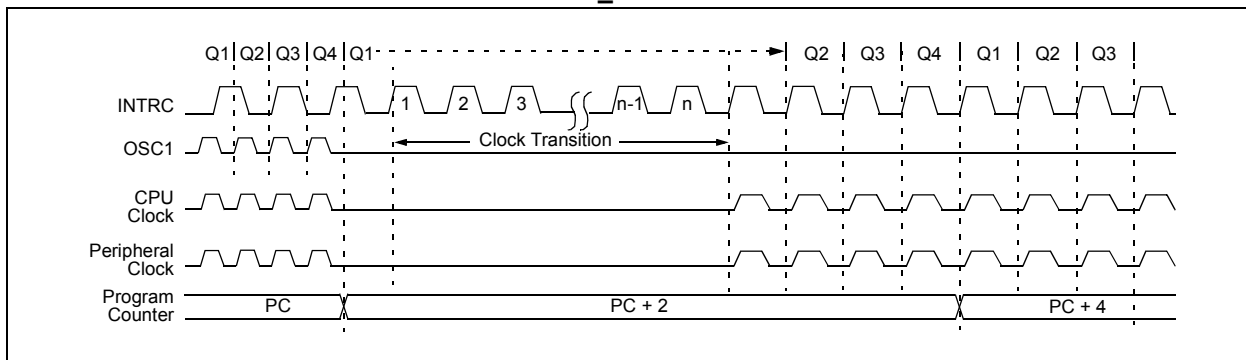 Q1 Q2 Q3 Q4 Q1 Q2 Q3 Q4 Q1 Q2 Q3
INTRC 1 2 3 n-1 n
Clock Transition
OSC1
CPU
Clock
Peripheral
Clock
Program
Counter
PC PC + 2 PC + 4